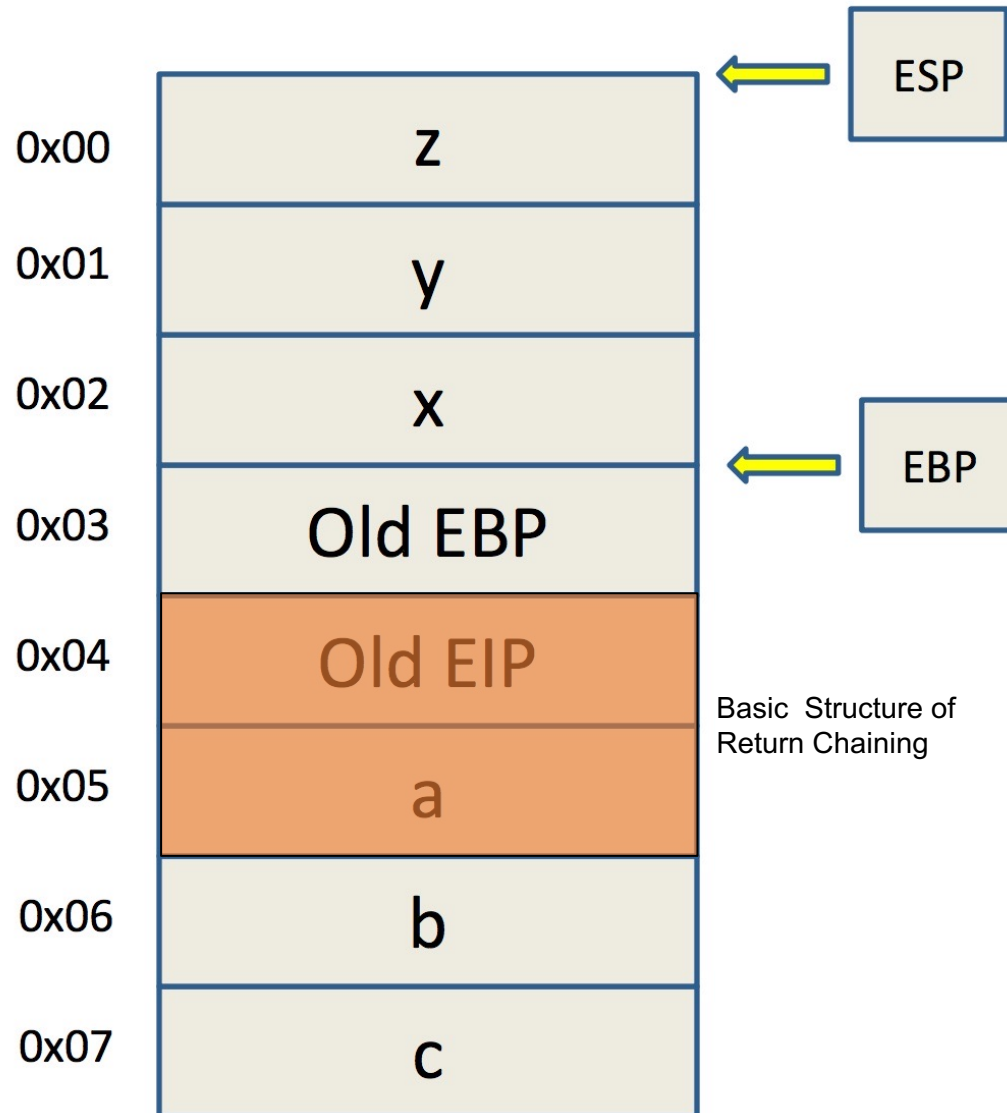 ESP
0x00 z
0x01 y
0x02 x
EBP
0x03 Old EBP
0x04 Old EIP
Basic Structure of
Return Chaining
0x05 a
0x06 b
0x07 c